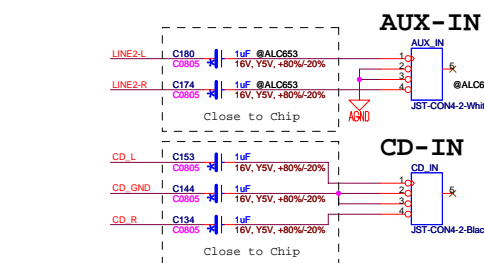 AUX-IN
LINE2-L C180 1uF @ALC653
C0805 16V, Y5V, +80%/-20%
LINE2-R C174 1uF @ALC653
C0805 16V, Y5V, +80%/-20%
Close to Chip
AUX_IN
1
2
3
4
5
@ALC6
AGND
JST-CON4-2-Whit
CD-IN
CD_L C153 1uF
C0805 16V, Y5V, +80%/-20%
CD_GND C144 1uF
C0805 16V, Y5V, +80%/-20%
CD_R C134 1uF
C0805 16V, Y5V, +80%/-20%
Close to Chip
CD_IN
1
2
3
4
5
JST-CON4-2-Blac